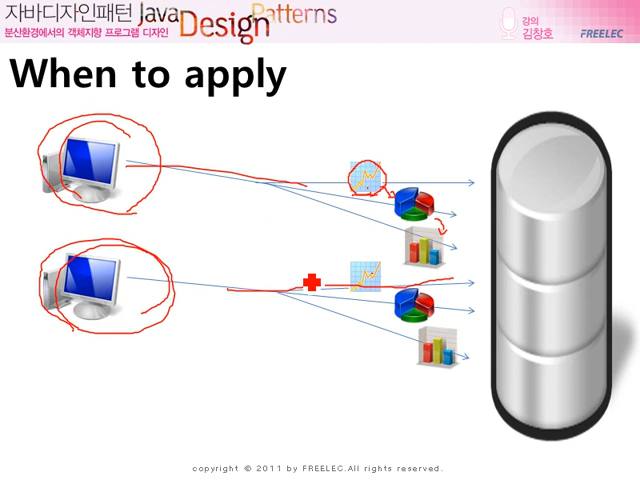 자바디자인패턴 Java Design Patterns
분산환경에서의 객체지향 프로그램 디자인
강의
김창호
FREELEC
When to apply
copyright © 2011 by FREELEC.All rights reserved.